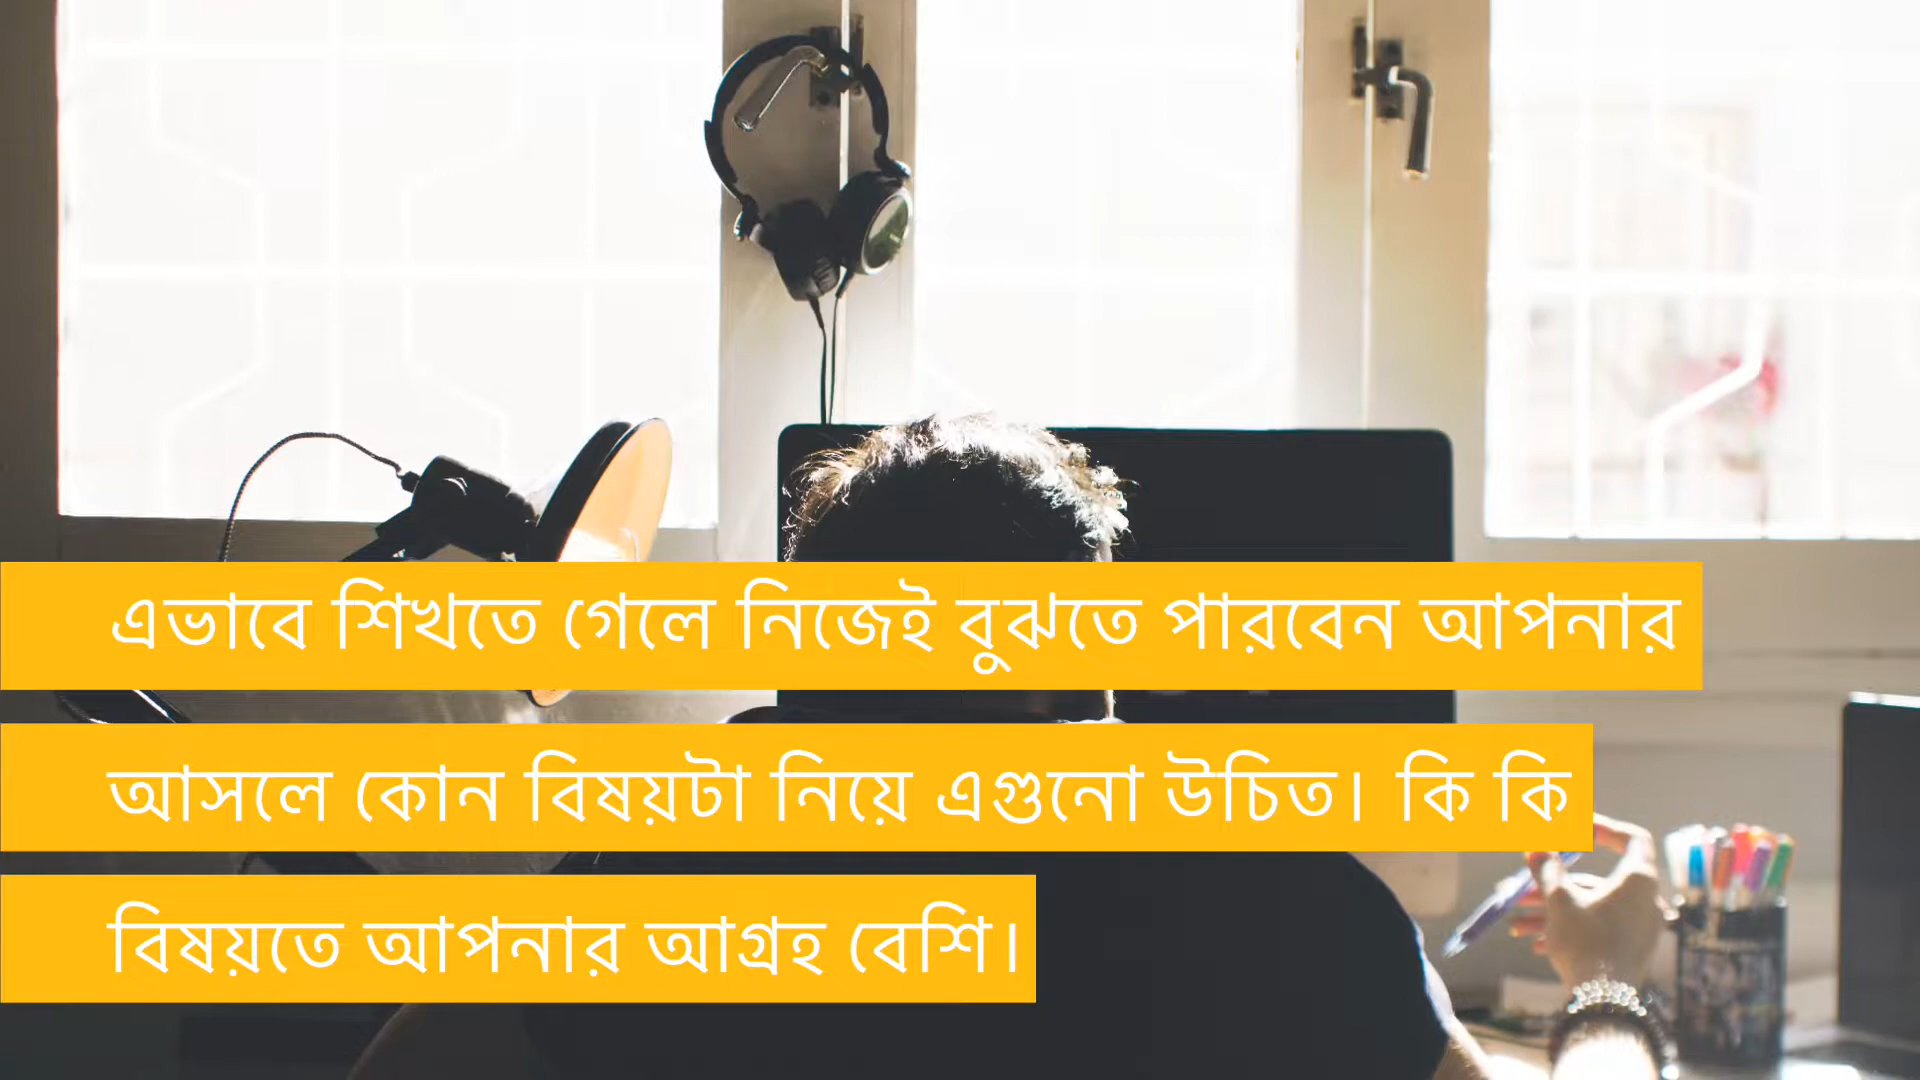 এভাবে শিখতে গেলে নিজেই বুঝতে পারবেন আপনার
আসলে কোন বিষয়টা নিয়ে এগুনো উচিত। কি কি
বিষয়তে আপনার আগ্রহ বেশি।